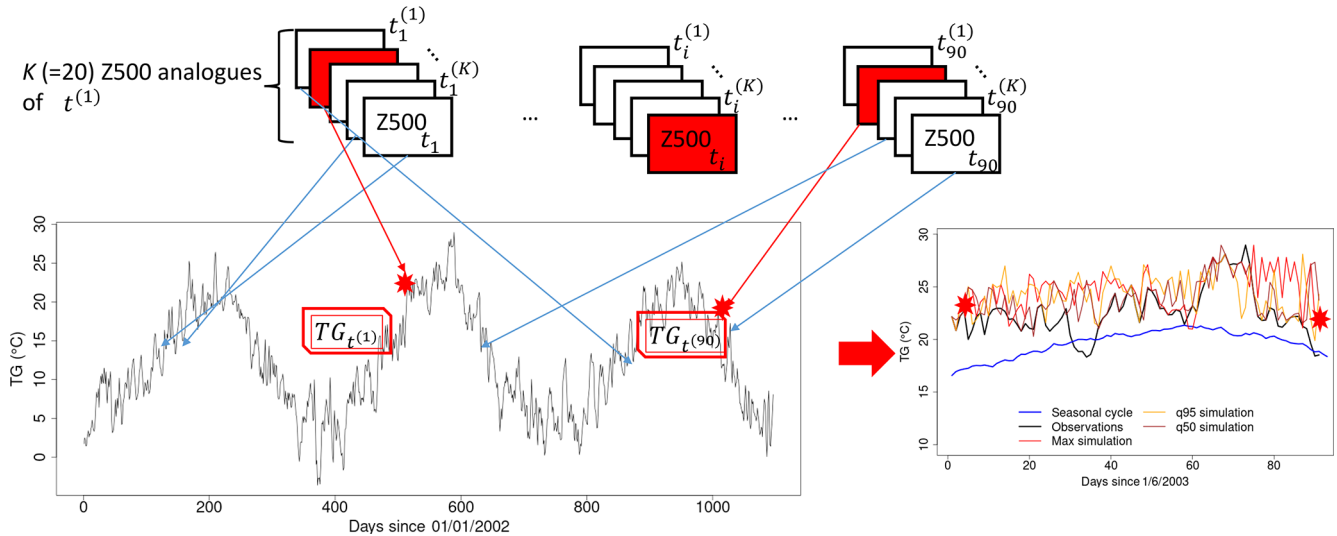 K (=20) Z500 analogues
of t^(1)
t_1^(1)
...
t_1^(K)
Z500
t_1
...
t_i^(1)
...
t_i^(K)
Z500
t_i
...
t_90^(1)
...
t_90^(K)
Z500
t_90
TG (°C)
30
25
20
15
10
5
0
TG_t^(1)
TG_t^(90)
0
200
400
600
800
1000
Days since 01/01/2002
TG (°C)
30
25
20
15
10
Seasonal cycle
Observations
Max simulation
q95 simulation
q50 simulation
0
20
40
60
80
Days since 1/6/2003